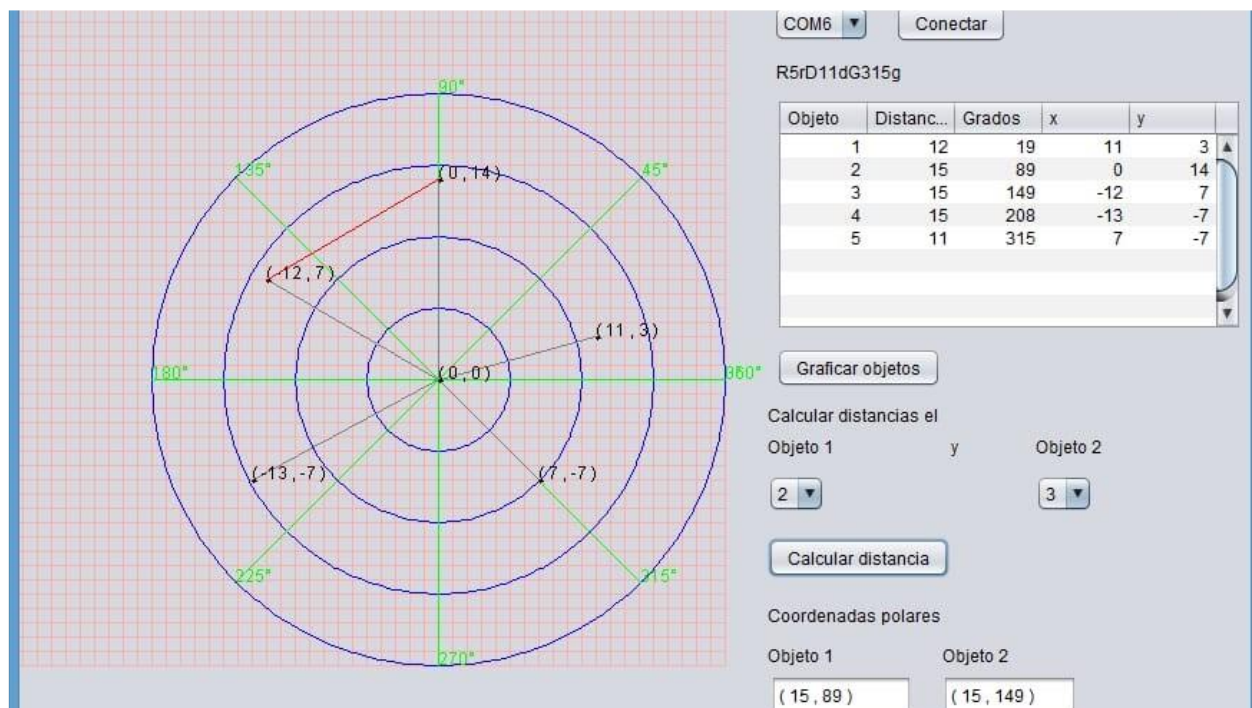 COM6 Conectar
R5rD11dG315g
Objeto Distanc... Grados x y
1 12 19 11 3
2 15 89 0 14
3 15 149 -12 7
4 15 208 -13 -7
5 11 315 7 -7
90°
135° 45°
(0,14)
(-12,7)
(11,3)
180° (0,0)
(-13,-7) (7,-7)
225° 315°
270°
Graficar objetos
Calcular distancias el
Objeto 1 y Objeto 2
2 3
Calcular distancia
Coordenadas polares
Objeto 1 Objeto 2
(15,89) (15,149)